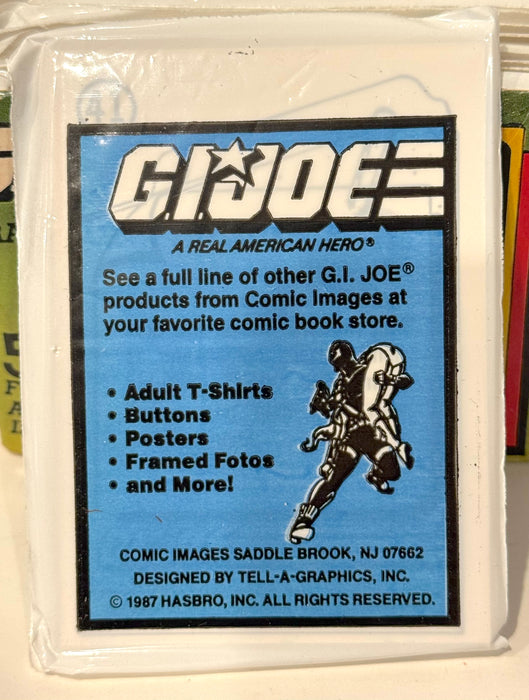 41
G.I. JOE
A REAL AMERICAN HERO®
See a full line of other G.I. JOE®
products from Comic Images at
your favorite comic book store.
• Adult T-Shirts
• Buttons
• Posters
• Framed Fotos
• and More!
COMIC IMAGES SADDLE BROOK, NJ 07662
DESIGNED BY TELL-A-GRAPHICS, INC.
© 1987 HASBRO, INC. ALL RIGHTS RESERVED.